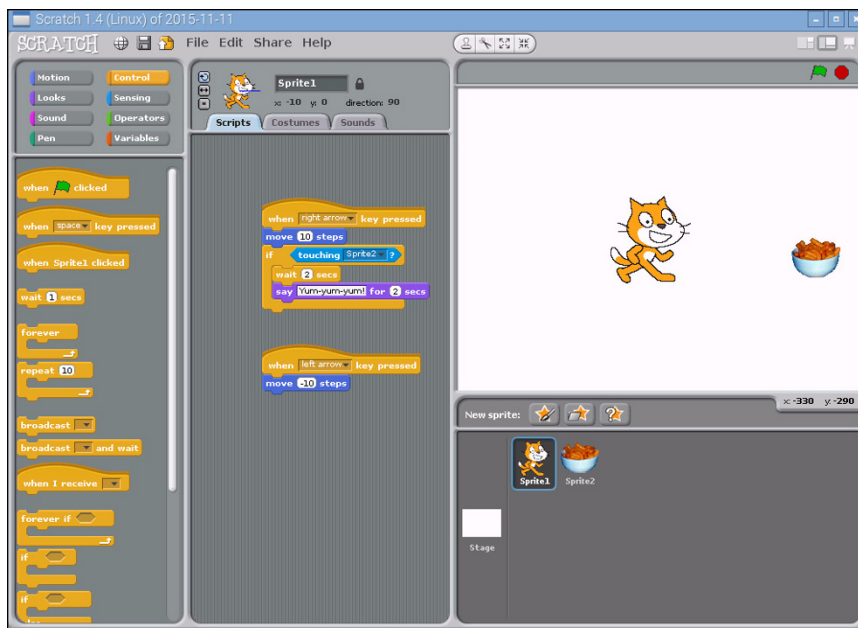 Scratch 1.4 (Linux) of 2015-11-11
SCRATCH File Edit Share Help
Motion Control
Looks Sensing
Sound Operators
Pen Variables
when clicked
when space key pressed
when Sprite1 clicked
wait 1 secs
forever
repeat 10
broadcast
broadcast and wait
when I receive
forever if
if
if
else
Sprite1
x: -10 y: 0 direction: 90
Scripts Costumes Sounds
when right arrow key pressed
move 10 steps
if touching Sprite2 ?
wait 2 secs
say Yum-yum-yum! for 2 secs
when left arrow key pressed
move -10 steps
x: -330 y: -290
New sprite:
Sprite1 Sprite2
Stage